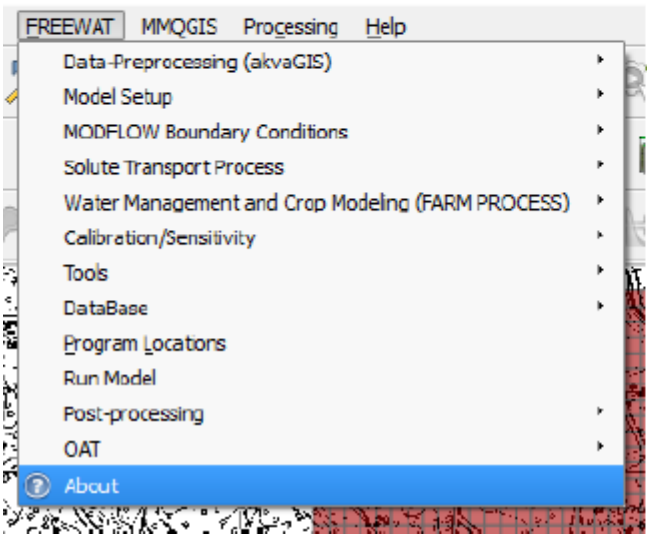 FREEWAT MMQGIS Processing Help
Data-Preprocessing (akvaGIS)
Model Setup
MODFLOW Boundary Conditions
Solute Transport Process
Water Management and Crop Modeling (FARM PROCESS)
Calibration/Sensitivity
Tools
DataBase
Program Locations
Run Model
Post-processing
OAT
About